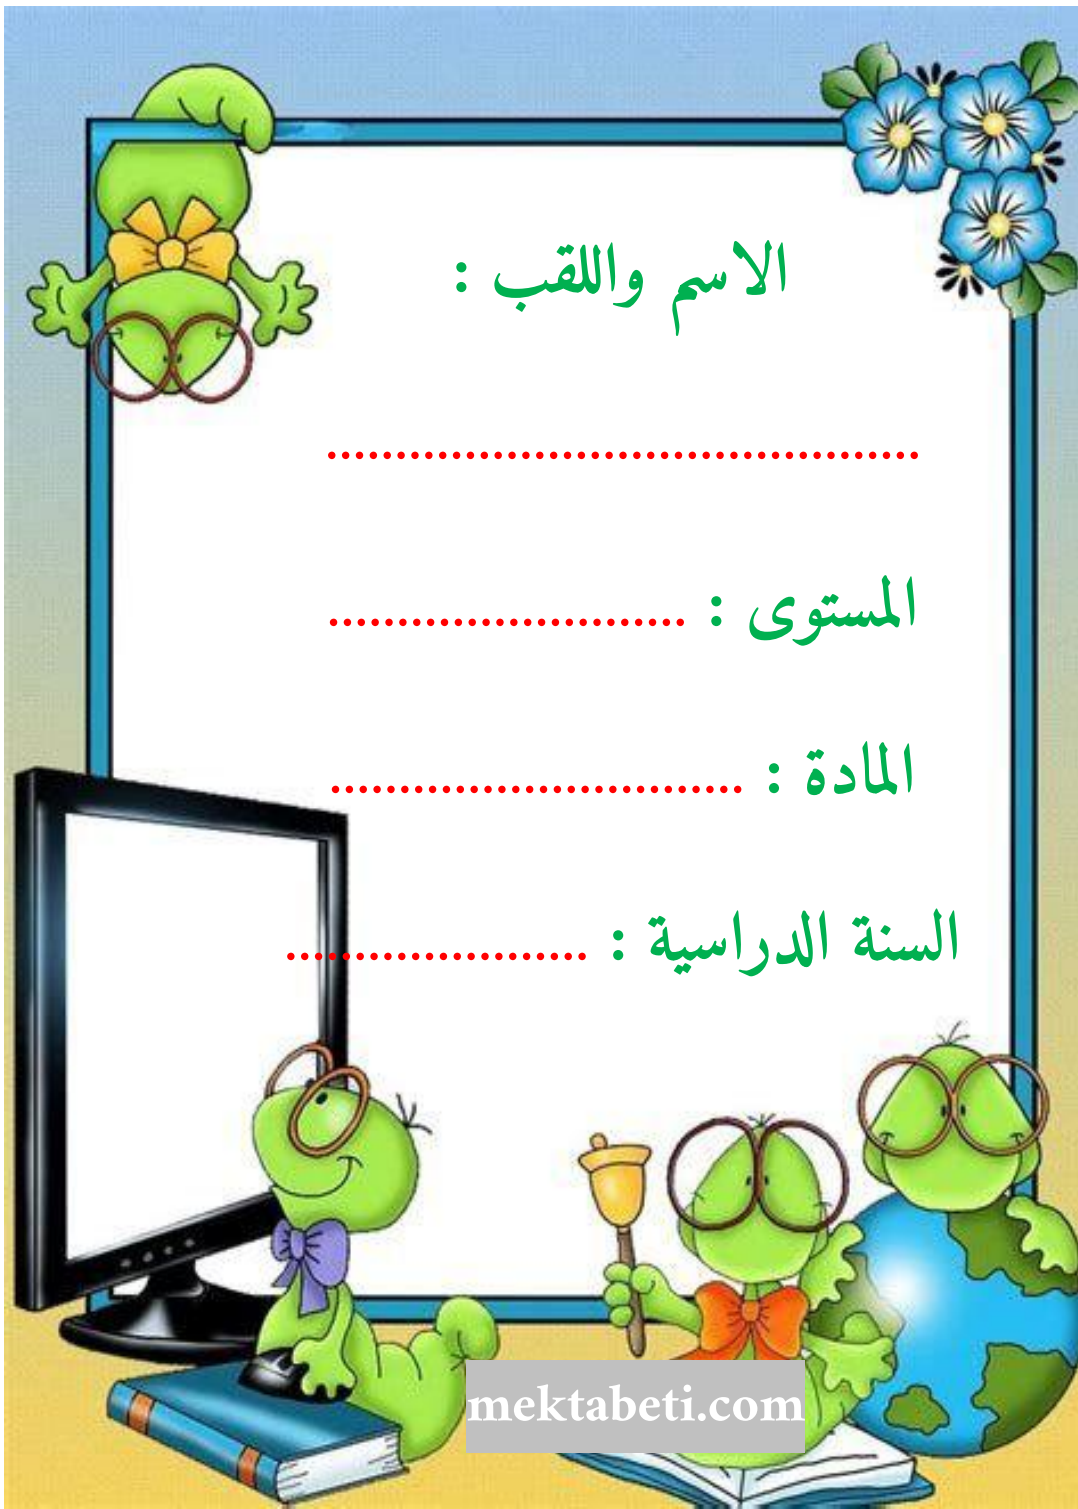 الاسم واللقب :
...........................................
المستوى : ..........................
المادة : ..............................
السنة الدراسية : ......................
mektabeti.com